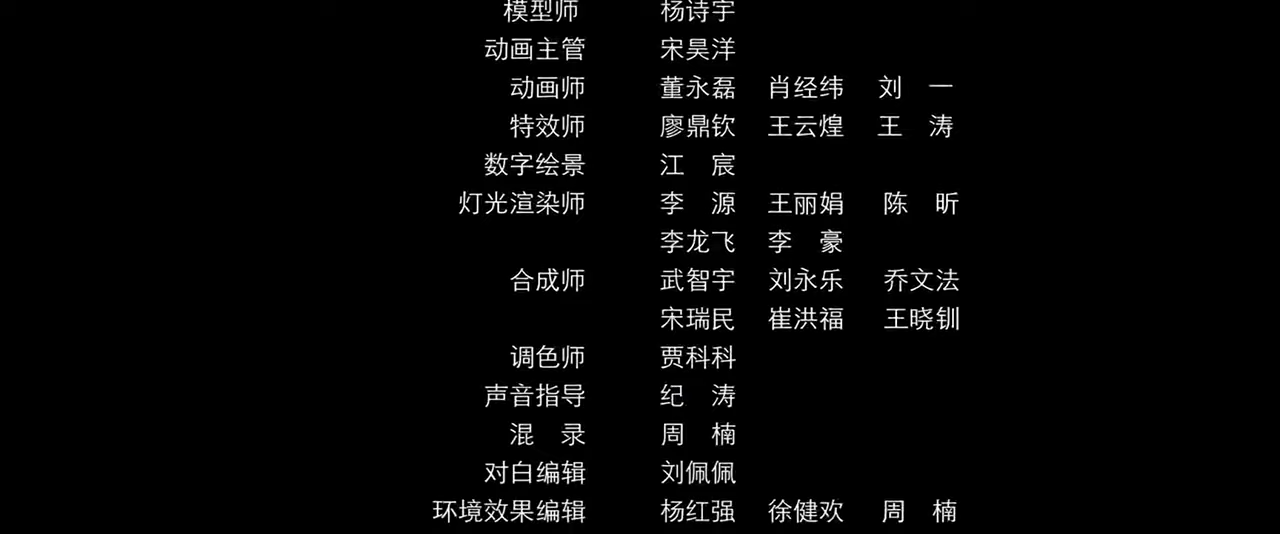 模型师 杨诗宇
动画主管 宋昊洋
动画师 董永磊 肖经纬 刘 一
特效师 廖鼎钦 王云煌 王 涛
数字绘景 江 宸
灯光渲染师 李 源 王丽娟 陈 昕
李龙飞 李 豪
合成师 武智宇 刘永乐 乔文法
宋瑞民 崔洪福 王晓钏
调色师 贾科科
声音指导 纪 涛
混 录 周 楠
对白编辑 刘佩佩
环境效果编辑 杨红强 徐健欢 周 楠